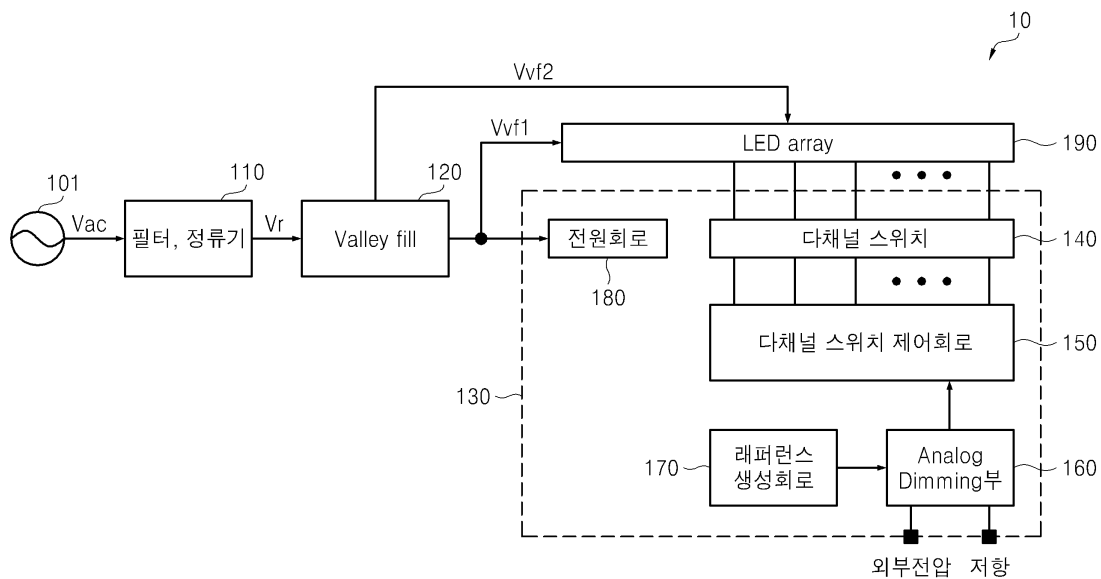 10
Vvf2
Vvf1
LED array
190
101
110
120
Vac
필터, 정류기
Vr
Valley fill
전원회로
180
다채널 스위치
140
다채널 스위치 제어회로
150
130
170
래퍼런스
생성회로
Analog
Dimming부
160
외부전압
저항